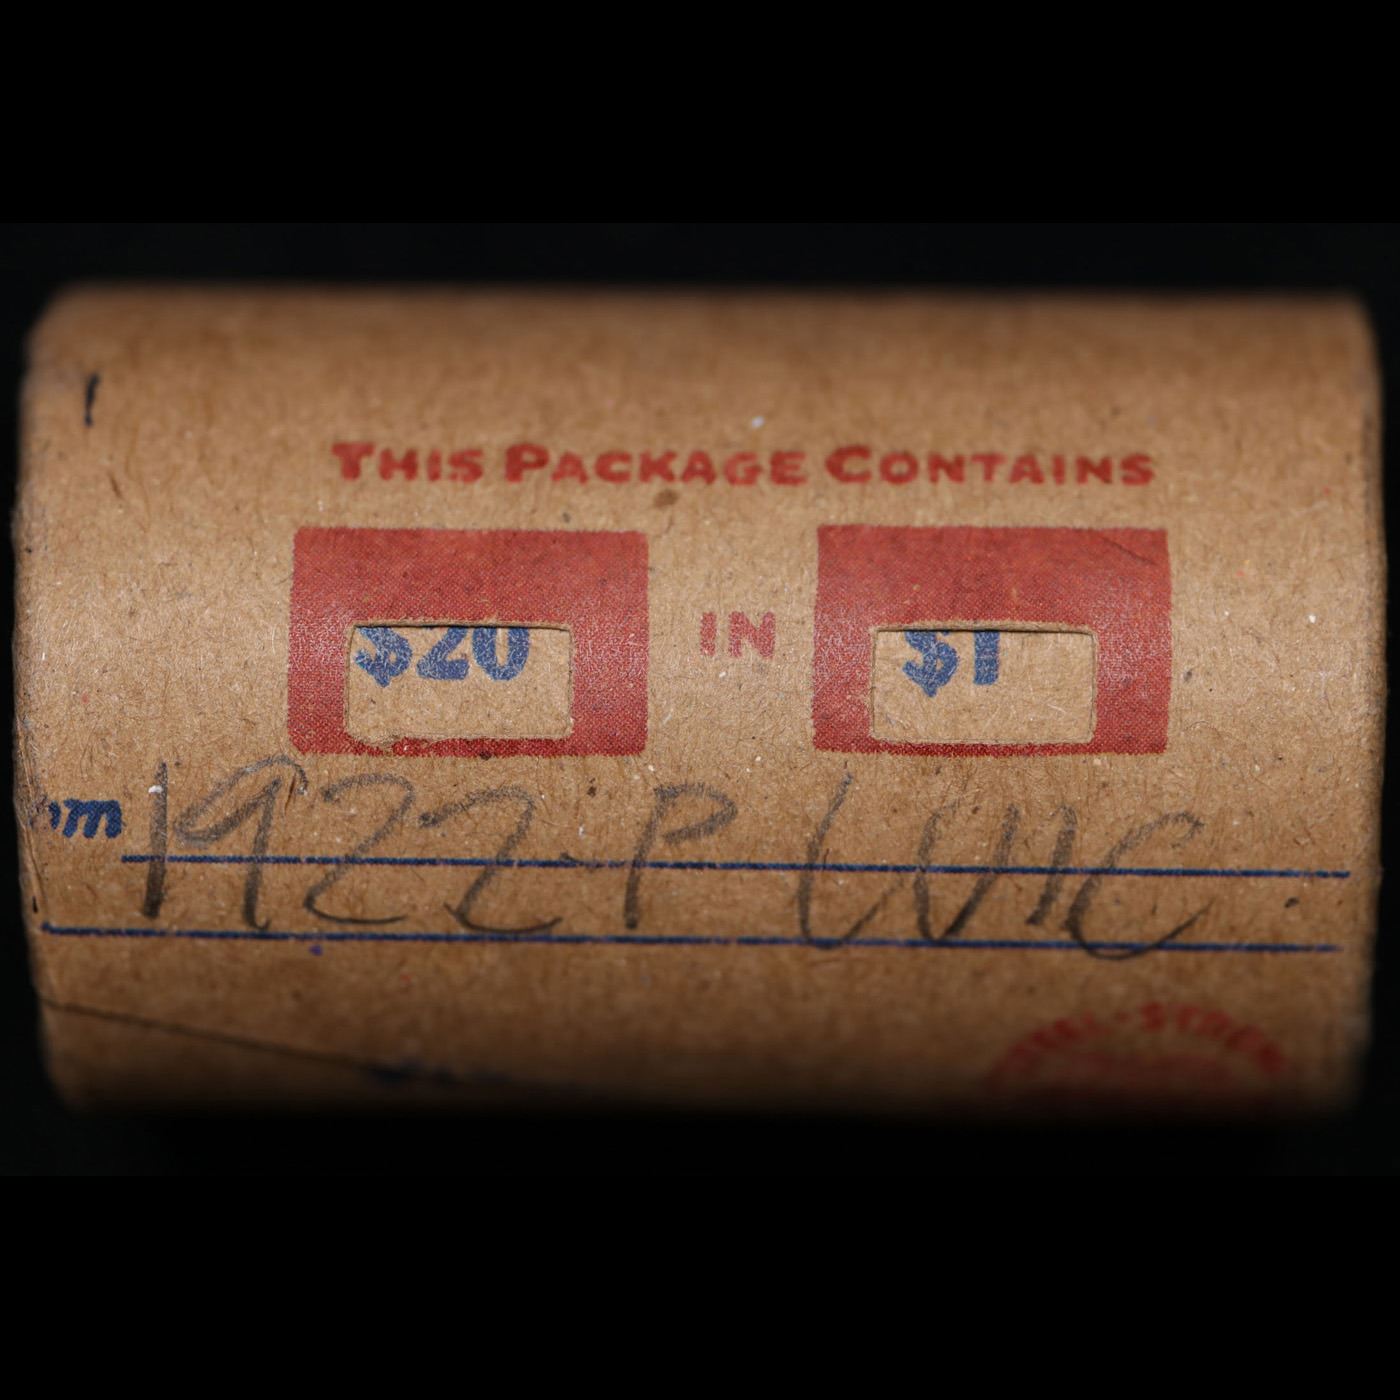 THIS PACKAGE CONTAINS
$20 IN $1
1922-P UNC